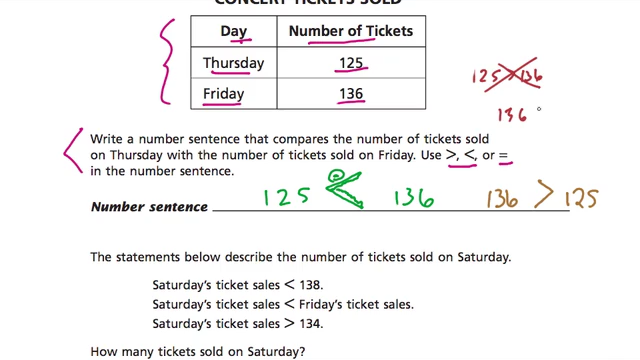 CONCERT TICKETS SOLD
Day Number of Tickets
Thursday 125
Friday 136
125 > 136
136
Write a number sentence that compares the number of tickets sold
on Thursday with the number of tickets sold on Friday. Use >, <, or =
in the number sentence.
Number sentence 125 < 136 136 > 125
The statements below describe the number of tickets sold on Saturday.
Saturday's ticket sales < 138.
Saturday's ticket sales < Friday's ticket sales.
Saturday's ticket sales > 134.
How many tickets sold on Saturday?